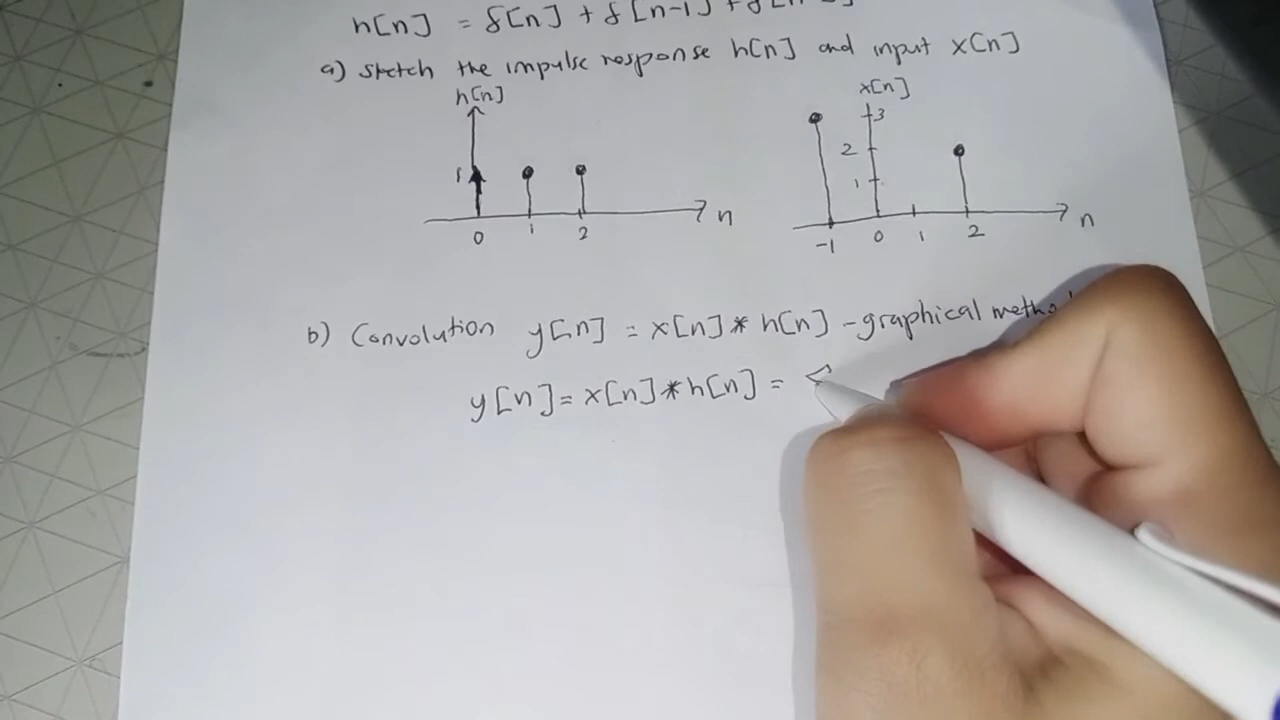 h[n] = δ[n] + δ[n-1] +
a) sketch the impulse response h[n] and input x[n]
h[n]
1
0 1 2
n
x[n]
3
2
1
-1 0 1 2
n
b) Convolution y[n] = x[n] * h[n] - graphical
y[n] = x[n] * h[n] =